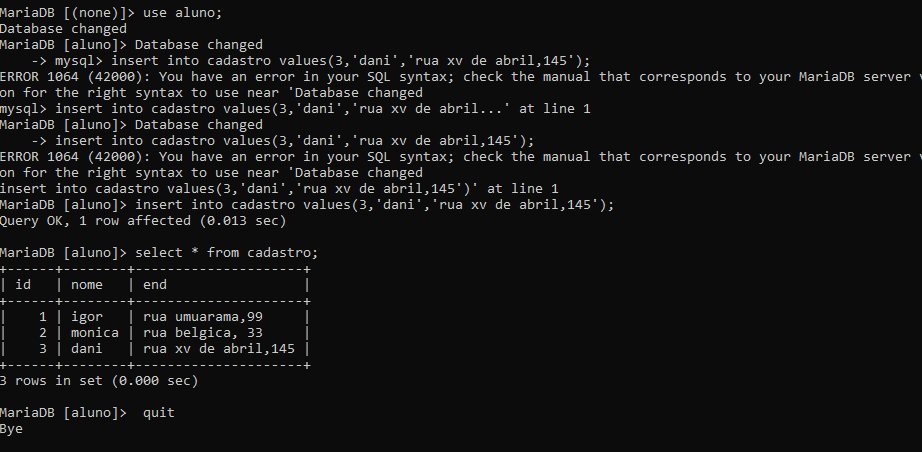 MariaDB [(none)]> use aluno;
Database changed
MariaDB [aluno]> Database changed
    -> mysql> insert into cadastro values(3,'dani','rua xv de abril,145');
ERROR 1064 (42000): You have an error in your SQL syntax; check the manual that corresponds to your MariaDB server v
on for the right syntax to use near 'Database changed
mysql> insert into cadastro values(3,'dani','rua xv de abril...' at line 1
MariaDB [aluno]> Database changed
    -> insert into cadastro values(3,'dani','rua xv de abril,145');
ERROR 1064 (42000): You have an error in your SQL syntax; check the manual that corresponds to your MariaDB server v
on for the right syntax to use near 'Database changed
insert into cadastro values(3,'dani','rua xv de abril,145')' at line 1
MariaDB [aluno]> insert into cadastro values(3,'dani','rua xv de abril,145');
Query OK, 1 row affected (0.013 sec)

MariaDB [aluno]> select * from cadastro;
+------+--------+---------------------+
| id   | nome   | end                 |
+------+--------+---------------------+
|    1 | igor   | rua umuarama,99     |
|    2 | monica | rua belgica, 33     |
|    3 | dani   | rua xv de abril,145 |
+------+--------+---------------------+
3 rows in set (0.000 sec)

MariaDB [aluno]>  quit
Bye